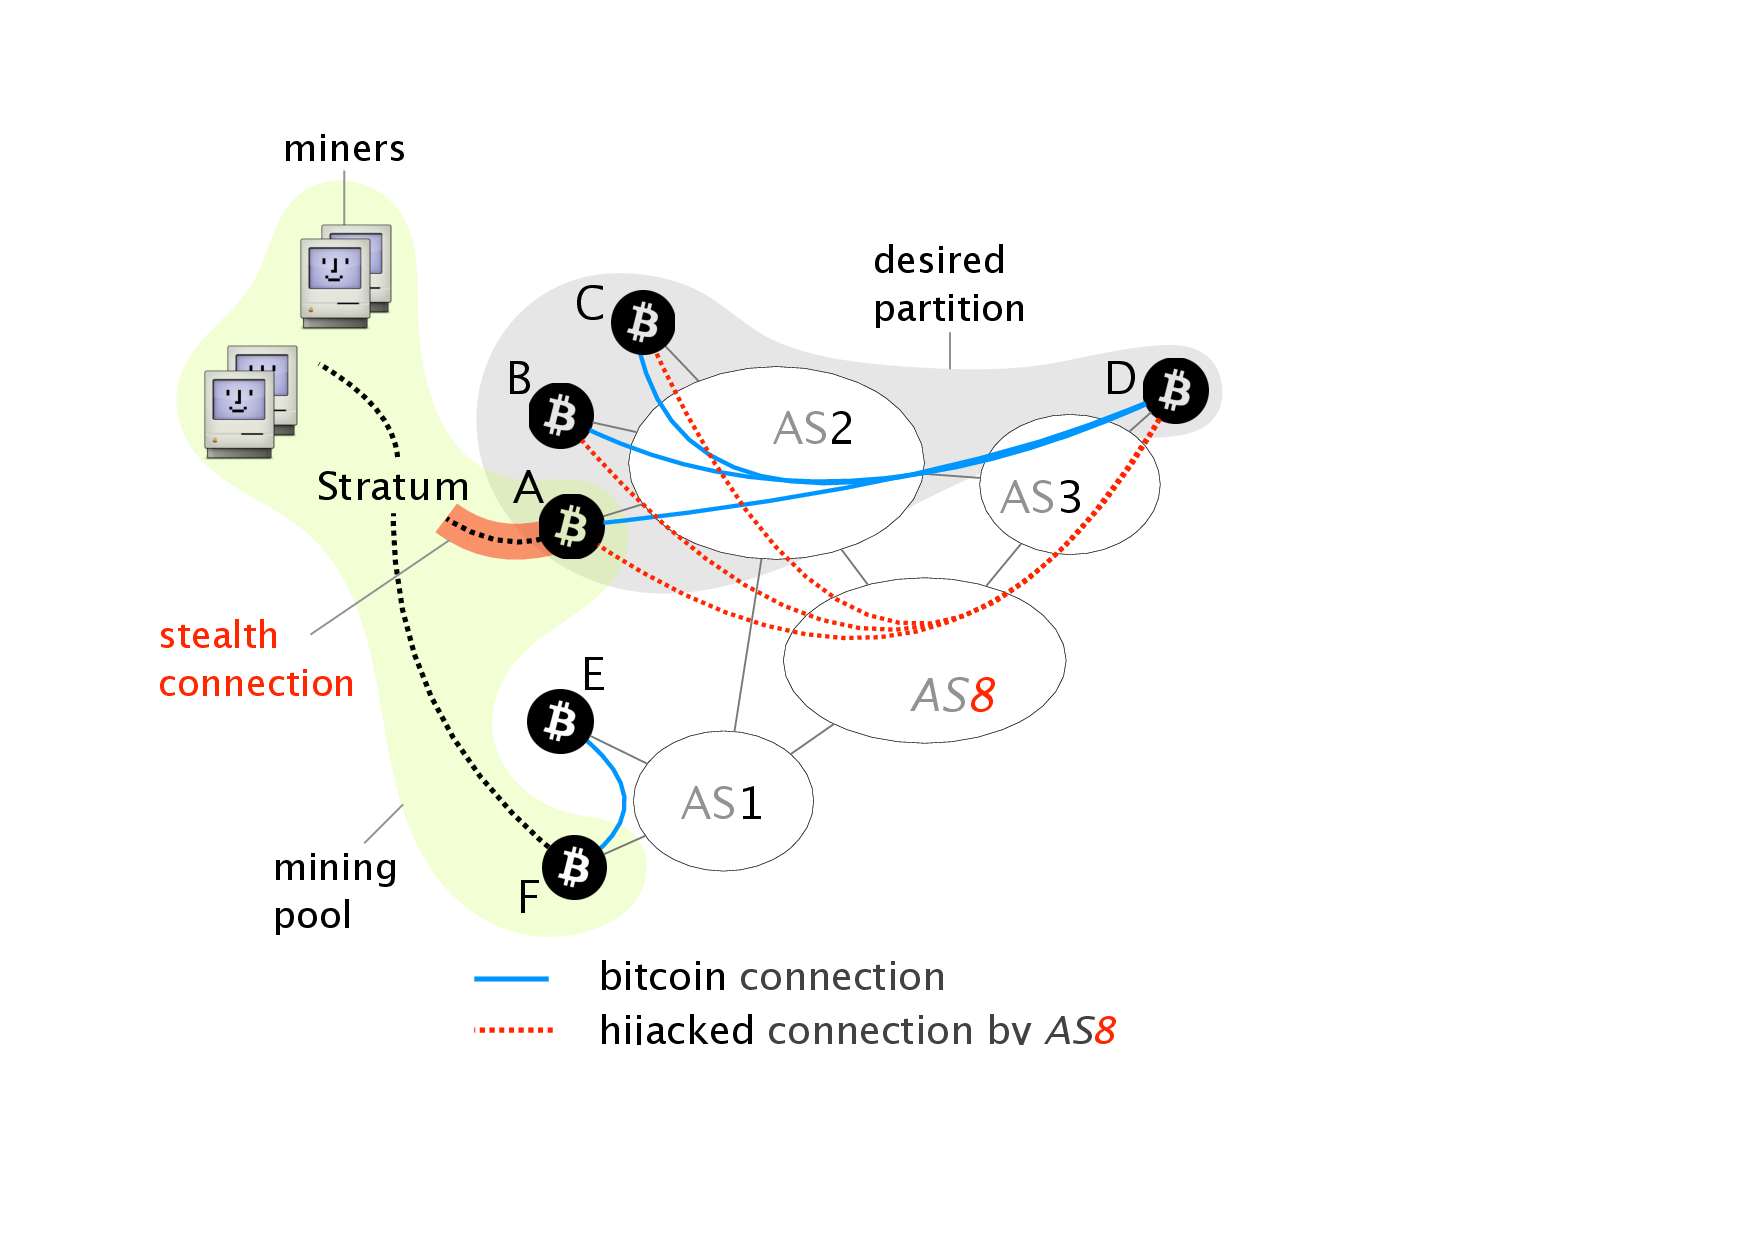 miners
desired
partition
C
B
D
AS2
Stratum
A
AS3
stealth
connection
E
AS8
AS1
mining
pool
F
bitcoin connection
hijacked connection by AS8